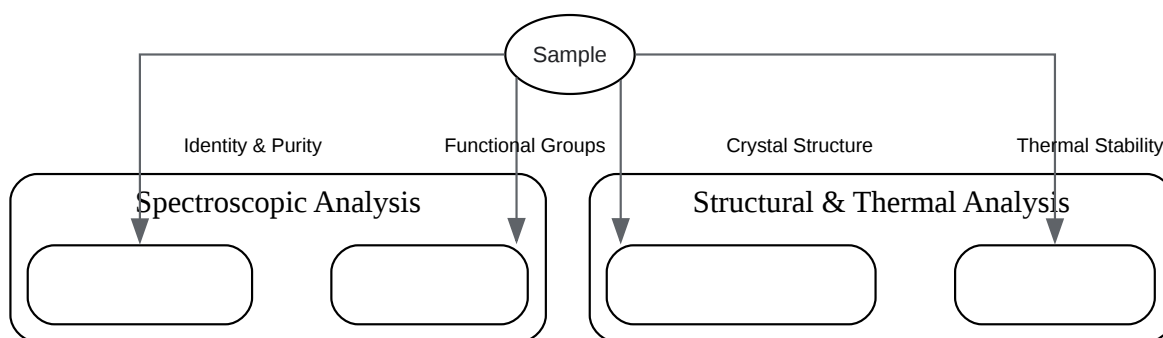 Sample
Identity & Purity
Functional Groups
Crystal Structure
Thermal Stability
Spectroscopic Analysis
Structural & Thermal Analysis